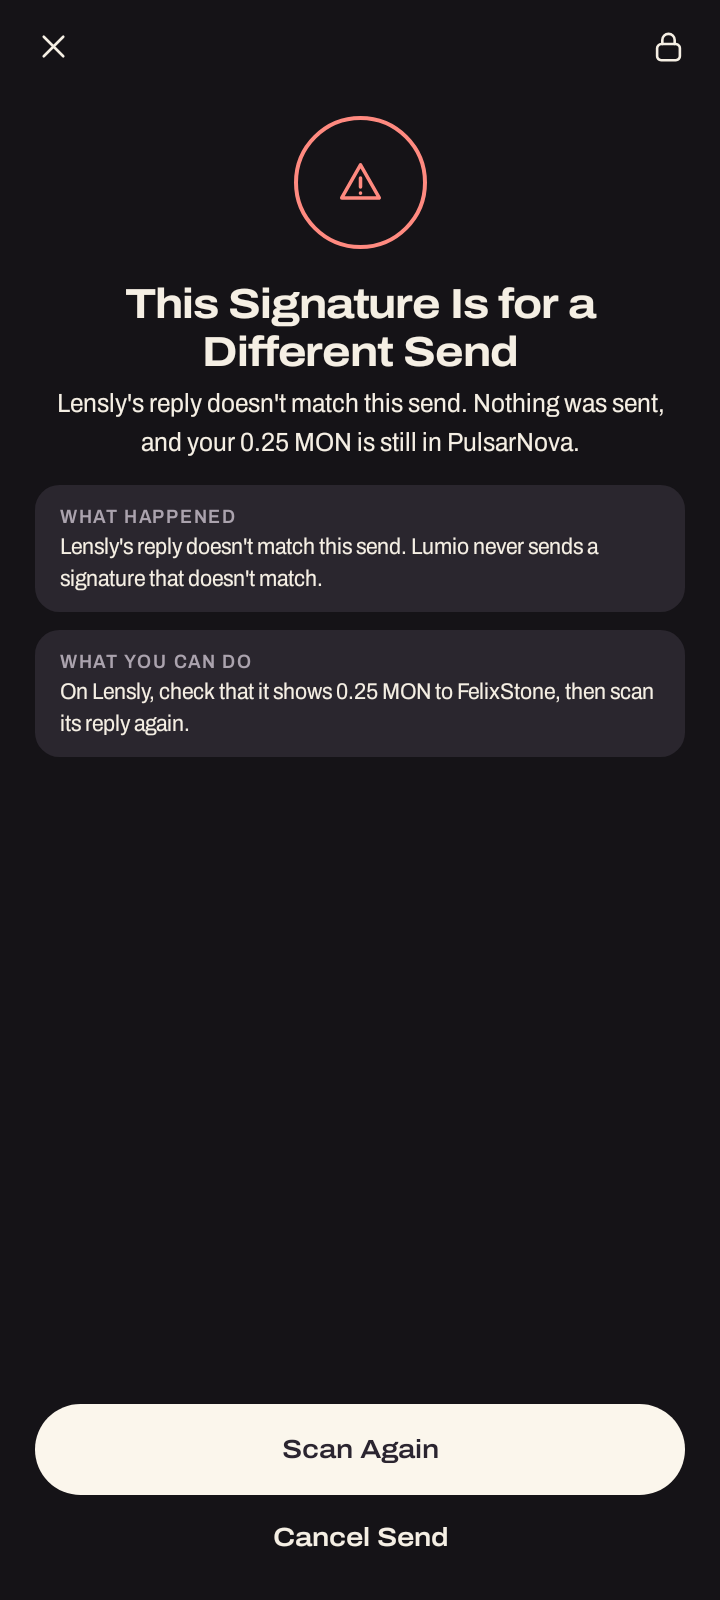 This Signature Is for a
Different Send
Lensly's reply doesn't match this send. Nothing was sent,
and your 0.25 MON is still in PulsarNova.
WHAT HAPPENED
Lensly's reply doesn't match this send. Lumio never sends a
signature that doesn't match.
WHAT YOU CAN DO
On Lensly, check that it shows 0.25 MON to FelixStone, then scan
its reply again.
Scan Again
Cancel Send